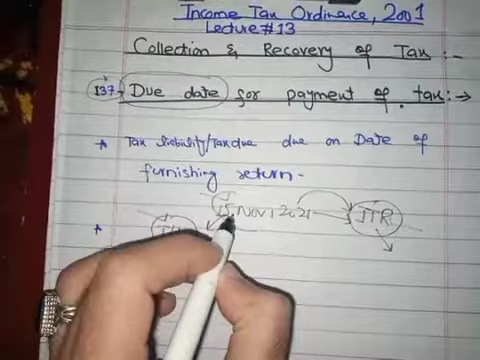 Income Tax Ordinence, 2001
Lecture #13
Collection & Recovery of Tax:-
137- Due date for payment of tax:→
* Tax liability/Tax due due on Date of
furnishing return-
15 Nov, 2021 ITR
*